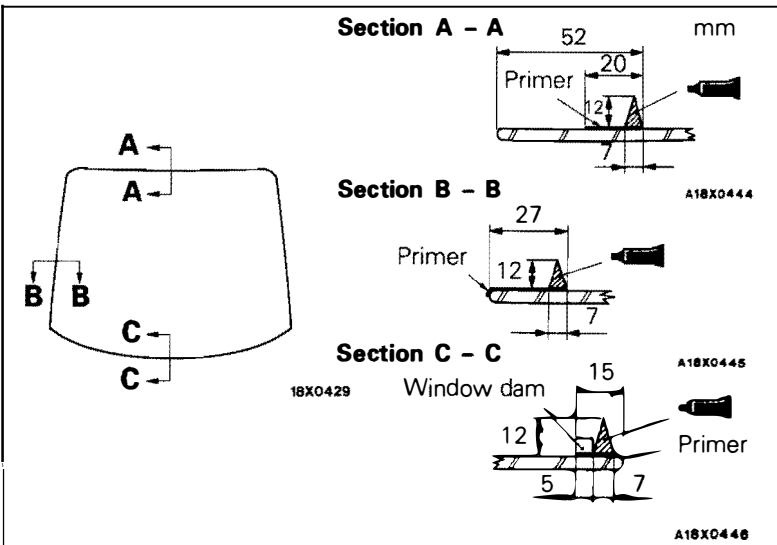 Section A – A
mm
52
20
Primer
12
7
A18X0444
A
A
B B
C
C
18X0429
Section B – B
27
Primer
12
7
A18X0445
Section C – C
15
Window dam
12
Primer
5 7
A18X0446